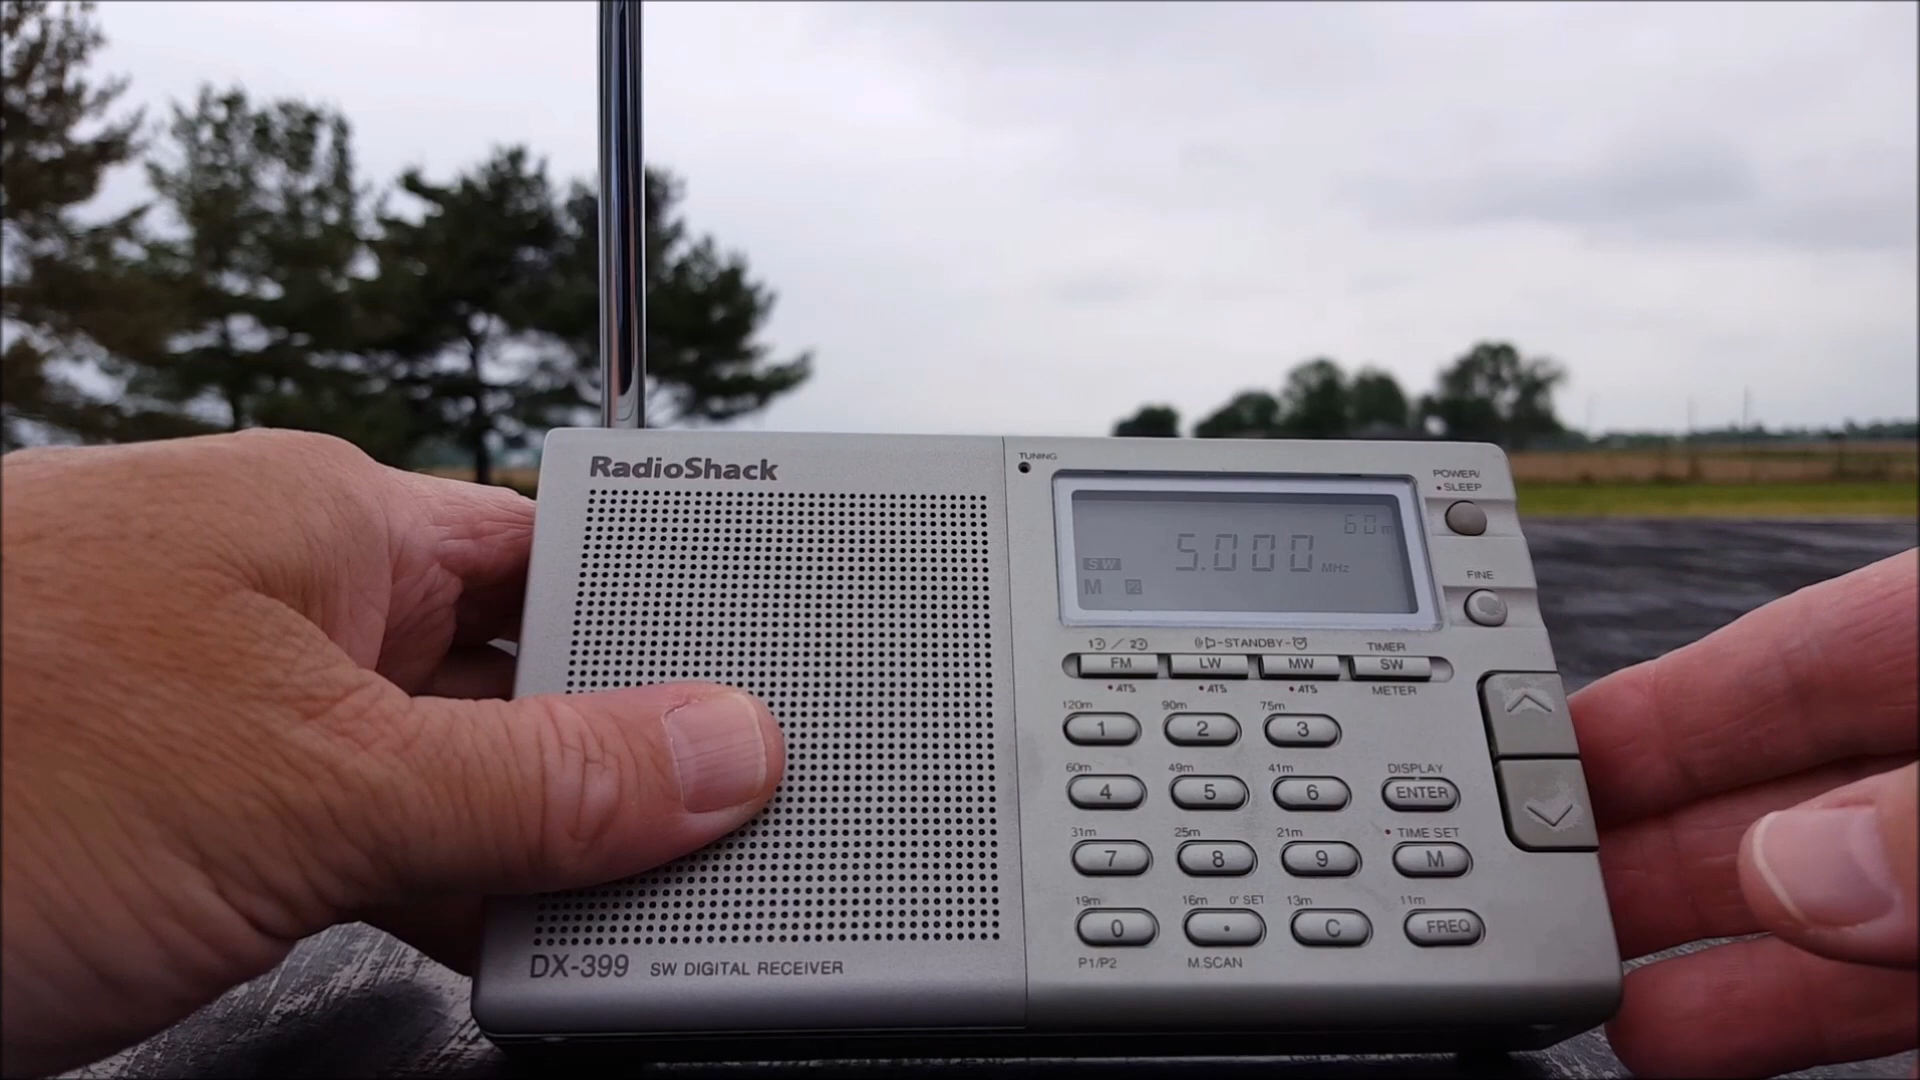 RadioShack
TUNING
POWER/
• SLEEP
60m
SW
5.000 MHz
M
FINE
1 / 2 -STANDBY- TIMER
FM LW MW SW
• ATS • ATS • ATS METER
120m 90m 75m
1 2 3
60m 49m 41m DISPLAY
4 5 6 ENTER
31m 25m 21m • TIME SET
7 8 9 M
19m 16m 0" SET 13m 11m
0 . C FREQ
P1/P2 M.SCAN
DX-399 SW DIGITAL RECEIVER